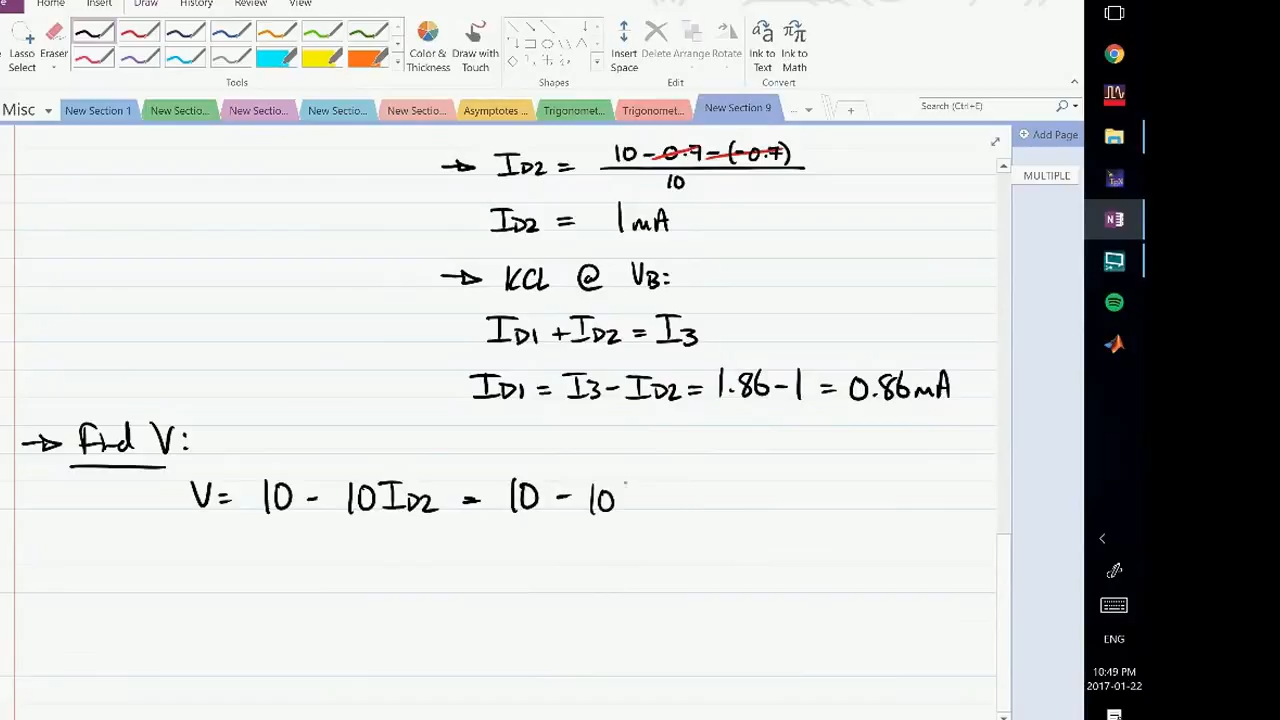 Home Insert Draw History Review View
Lasso Select
Eraser
Color & Thickness
Draw with Touch
Insert Space
Delete
Arrange
Rotate
Ink to Text
Ink to Math
Tools
Shapes
Edit
Convert
Misc
New Section 1
New Sectio...
New Sectio...
New Sectio...
New Sectio...
Asymptotes ...
Trigonomet...
Trigonomet...
New Section 9
...
Search (Ctrl+E)
Add Page
MULTIPLE
→ ID2 = 10 - 0.7 - (-0.7) / 10
ID2 = 1mA
→ KCL @ VB:
ID1 + ID2 = I3
ID1 = I3 - ID2 = 1.86 - 1 = 0.86mA
→ Find V:
V = 10 - 10ID2 = 10 - 10
ENG
10:49 PM
2017-01-22